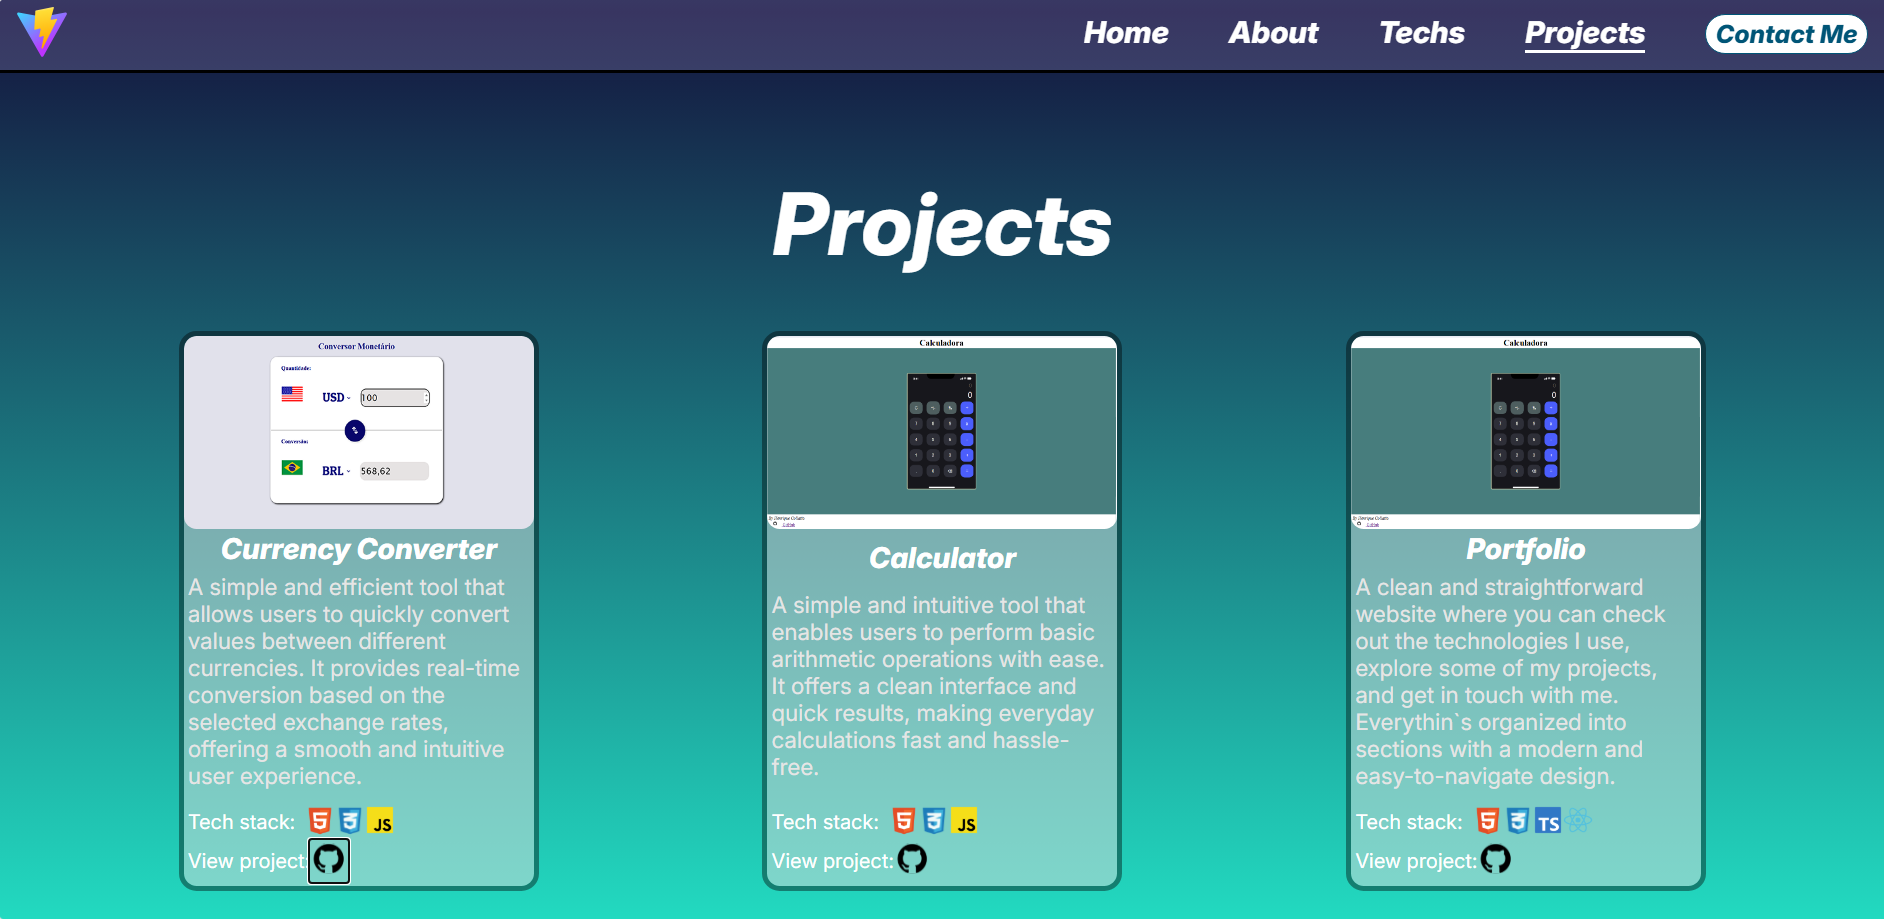 Home About Techs Projects Contact Me
Projects
Conversor Monetário
Quantidade:
USD 100
Conversão:
BRL 568,62
Currency Converter
A simple and efficient tool that
allows users to quickly convert
values between different
currencies. It provides real-time
conversion based on the
selected exchange rates,
offering a smooth and intuitive
user experience.
Tech stack: 5 3 JS
View project:
Calculadora
0
Calculator
A simple and intuitive tool that
enables users to perform basic
arithmetic operations with ease.
It offers a clean interface and
quick results, making everyday
calculations fast and hassle-
free.
Tech stack: 5 3 JS
View project:
Calculadora
0
Portfolio
A clean and straightforward
website where you can check
out the technologies I use,
explore some of my projects,
and get in touch with me.
Everythin`s organized into
sections with a modern and
easy-to-navigate design.
Tech stack: 5 3 TS
View project: